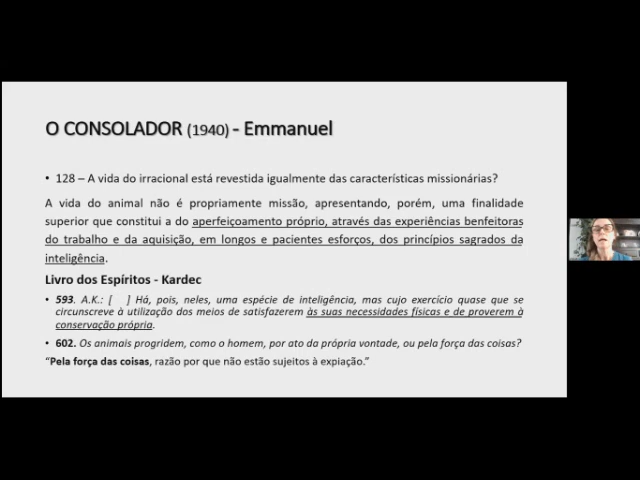 O CONSOLADOR (1940) - Emmanuel
• 128 – A vida do irracional está revestida igualmente das características missionárias?
A vida do animal não é propriamente missão, apresentando, porém, uma finalidade
superior que constitui a do aperfeiçoamento próprio, através das experiências benfeitoras
do trabalho e da aquisição, em longos e pacientes esforços, dos princípios sagrados da
inteligência.
Livro dos Espíritos - Kardec
• 593. A.K.: [ ] Há, pois, neles, uma espécie de inteligência, mas cujo exercício quase que se
circunscreve à utilização dos meios de satisfazerem às suas necessidades físicas e de proverem à
conservação própria.
• 602. Os animais progridem, como o homem, por ato da própria vontade, ou pela força das coisas?
“Pela força das coisas, razão por que não estão sujeitos à expiação.”